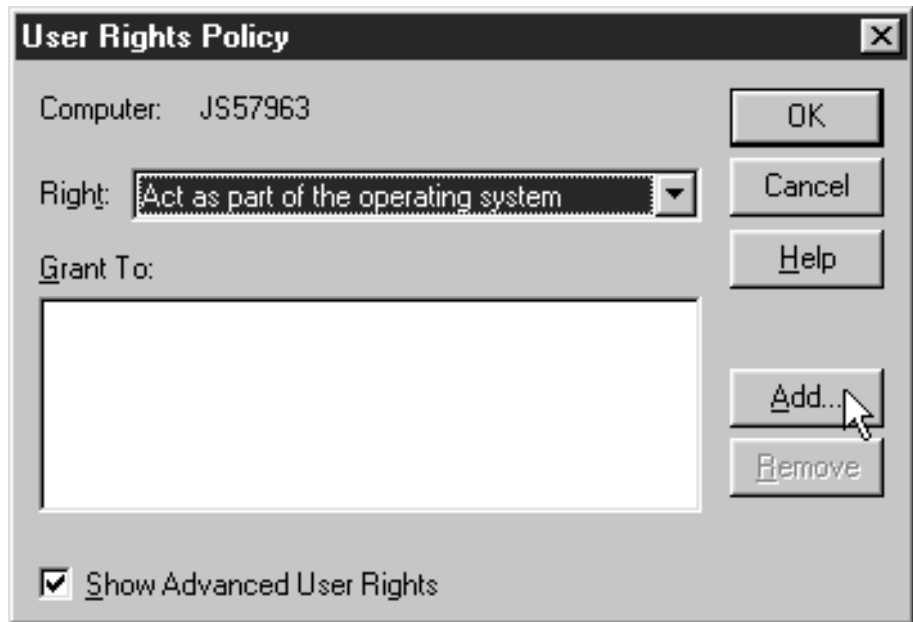 User Rights Policy
Computer: JS57963
OK
Right: Act as part of the operating system
Cancel
Help
Grant To:
Add...
Remove
Show Advanced User Rights